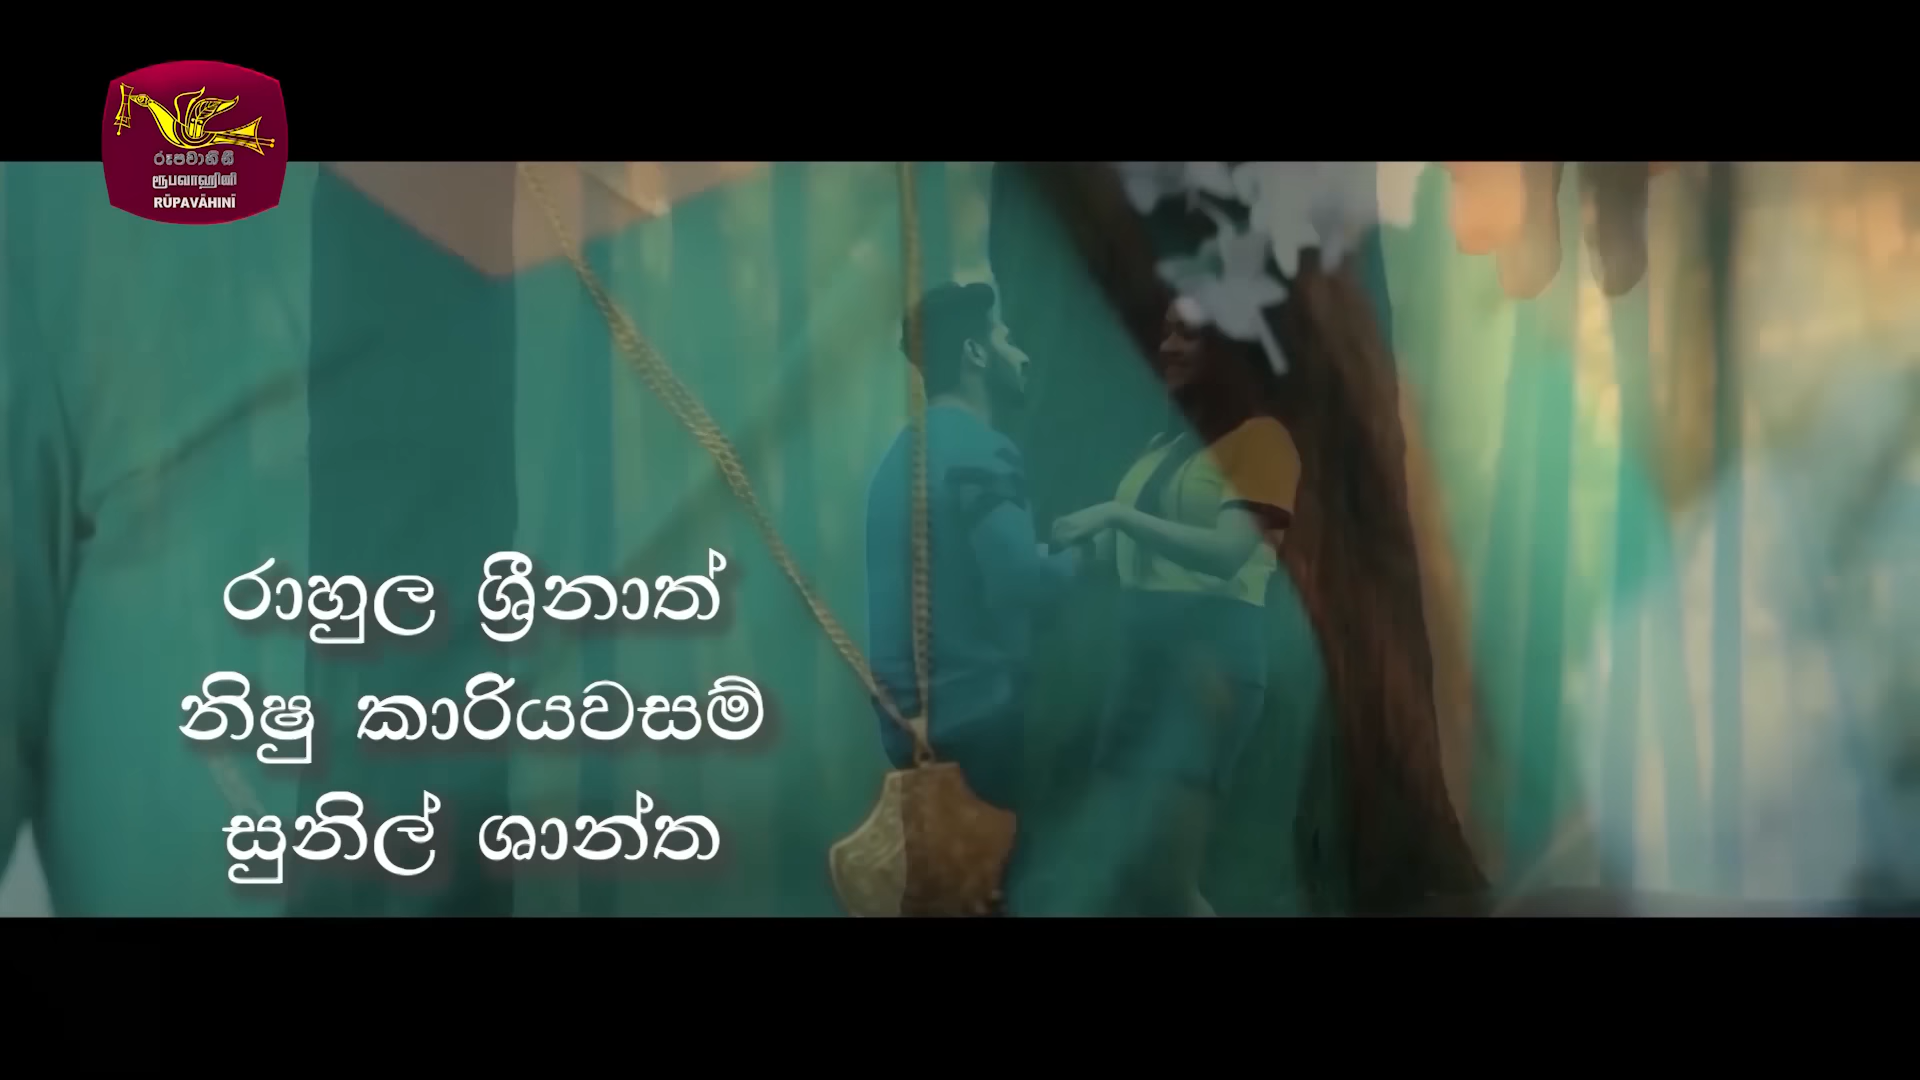 රූපවාහිනී
ரூபவாஹினி
RŪPAVĀHINĪ
රාහුල ශ්‍රීනාත්
නිෂු කාරියවසම්
සුනිල් ශාන්ත